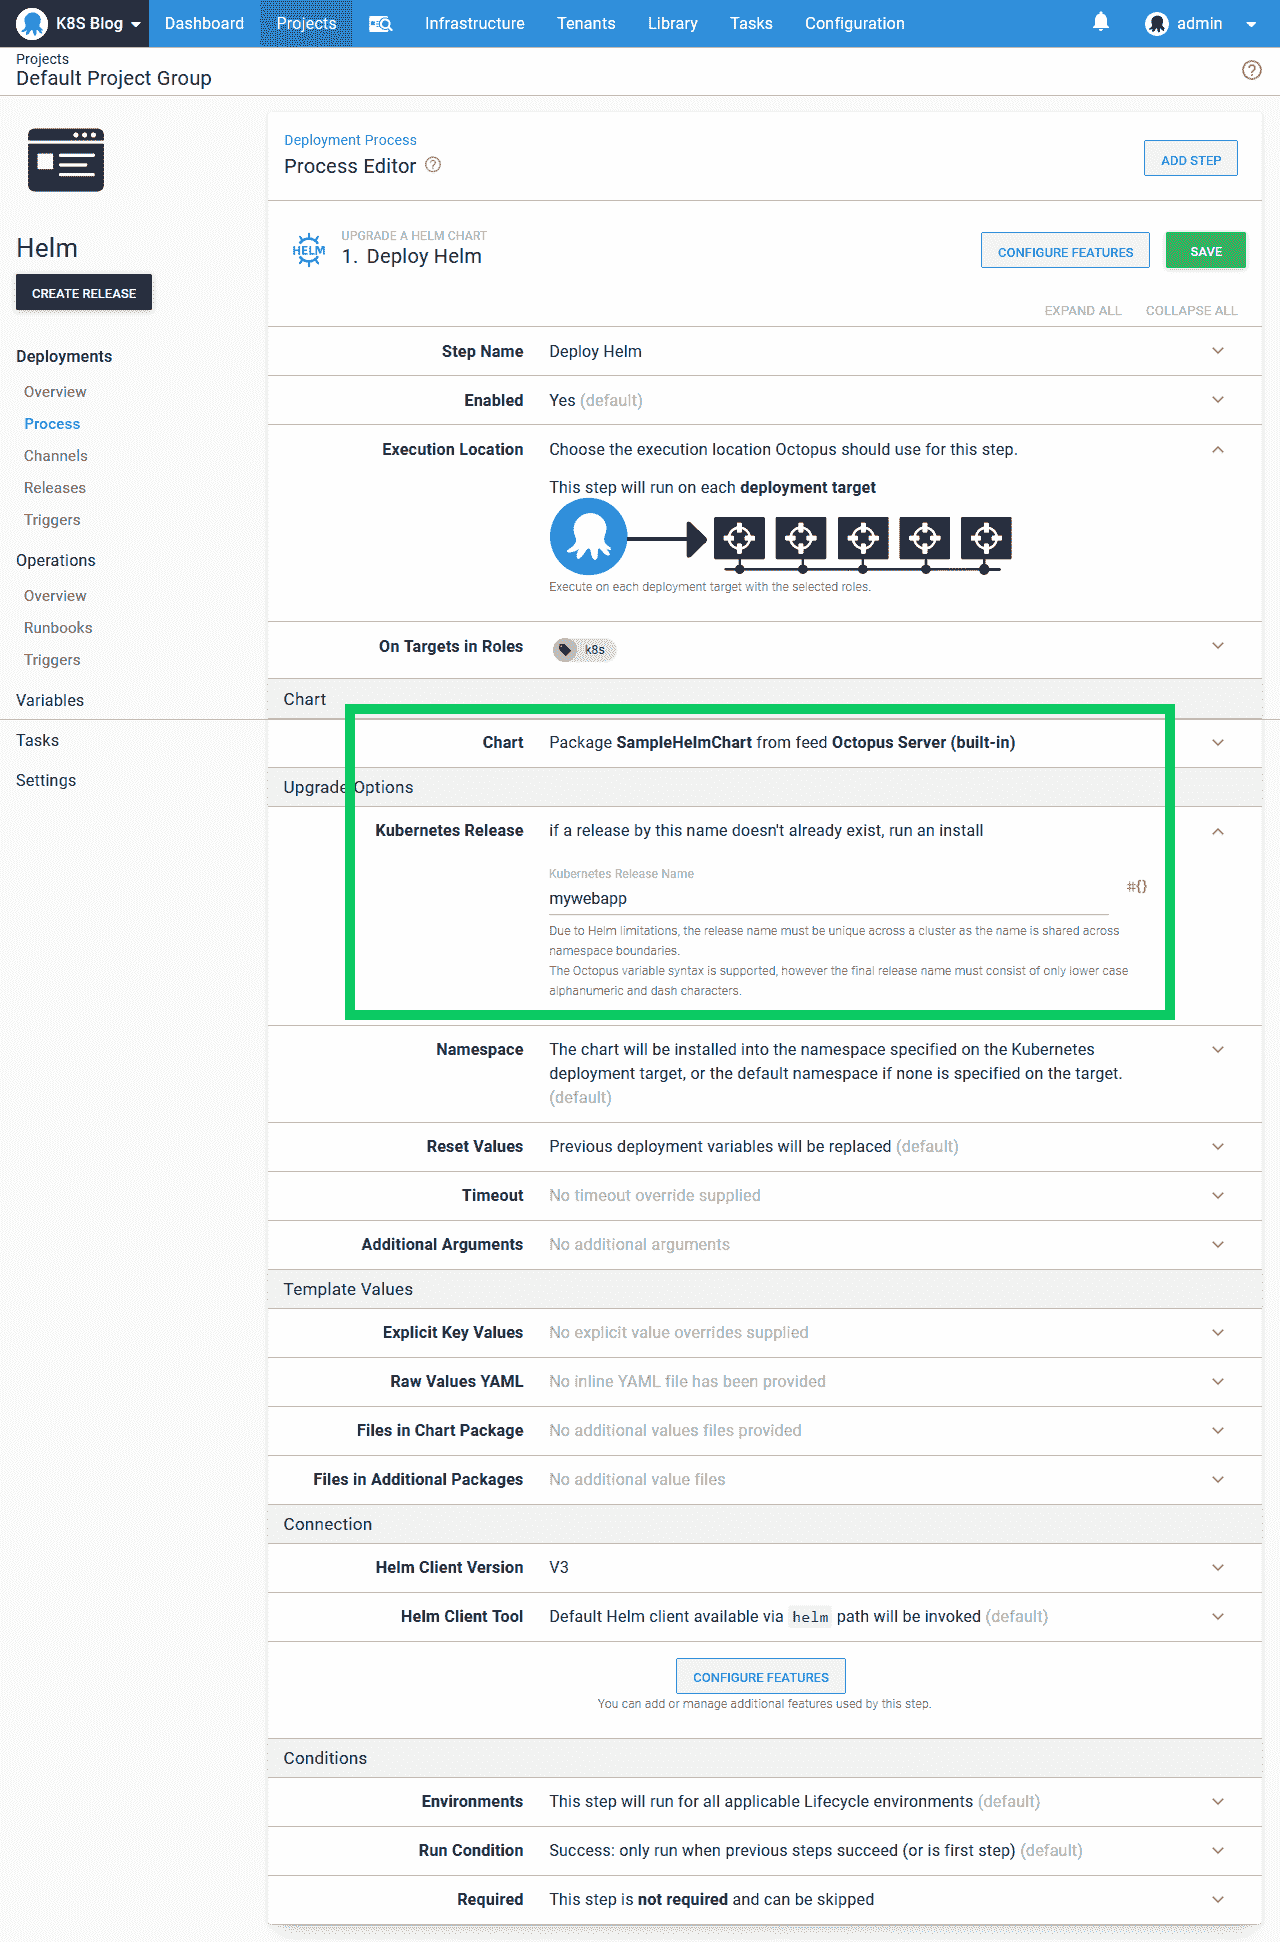 K8S Blog
Dashboard
Projects
Infrastructure
Tenants
Library
Tasks
Configuration
admin
Projects
Default Project Group
Helm
CREATE RELEASE
Deployments
Overview
Process
Channels
Releases
Triggers
Operations
Overview
Runbooks
Triggers
Variables
Tasks
Settings
Deployment Process
Process Editor
ADD STEP
HELM
UPGRADE A HELM CHART
1. Deploy Helm
CONFIGURE FEATURES
SAVE
EXPAND ALL
COLLAPSE ALL
Step Name
Deploy Helm
Enabled
Yes (default)
Execution Location
Choose the execution location Octopus should use for this step.
This step will run on each deployment target
Execute on each deployment target with the selected roles.
On Targets in Roles
k8s
Chart
Chart
Package SampleHelmChart from feed Octopus Server (built-in)
Upgrade Options
Kubernetes Release
if a release by this name doesn't already exist, run an install
Kubernetes Release Name
mywebapp
#{}
Due to Helm limitations, the release name must be unique across a cluster as the name is shared across
namespace boundaries.
The Octopus variable syntax is supported, however the final release name must consist of only lower case
alphanumeric and dash characters.
Namespace
The chart will be installed into the namespace specified on the Kubernetes
deployment target, or the default namespace if none is specified on the target.
(default)
Reset Values
Previous deployment variables will be replaced (default)
Timeout
No timeout override supplied
Additional Arguments
No additional arguments
Template Values
Explicit Key Values
No explicit value overrides supplied
Raw Values YAML
No inline YAML file has been provided
Files in Chart Package
No additional values files provided
Files in Additional Packages
No additional value files
Connection
Helm Client Version
V3
Helm Client Tool
Default Helm client available via helm path will be invoked (default)
CONFIGURE FEATURES
You can add or manage additional features used by this step.
Conditions
Environments
This step will run for all applicable Lifecycle environments (default)
Run Condition
Success: only run when previous steps succeed (or is first step) (default)
Required
This step is not required and can be skipped